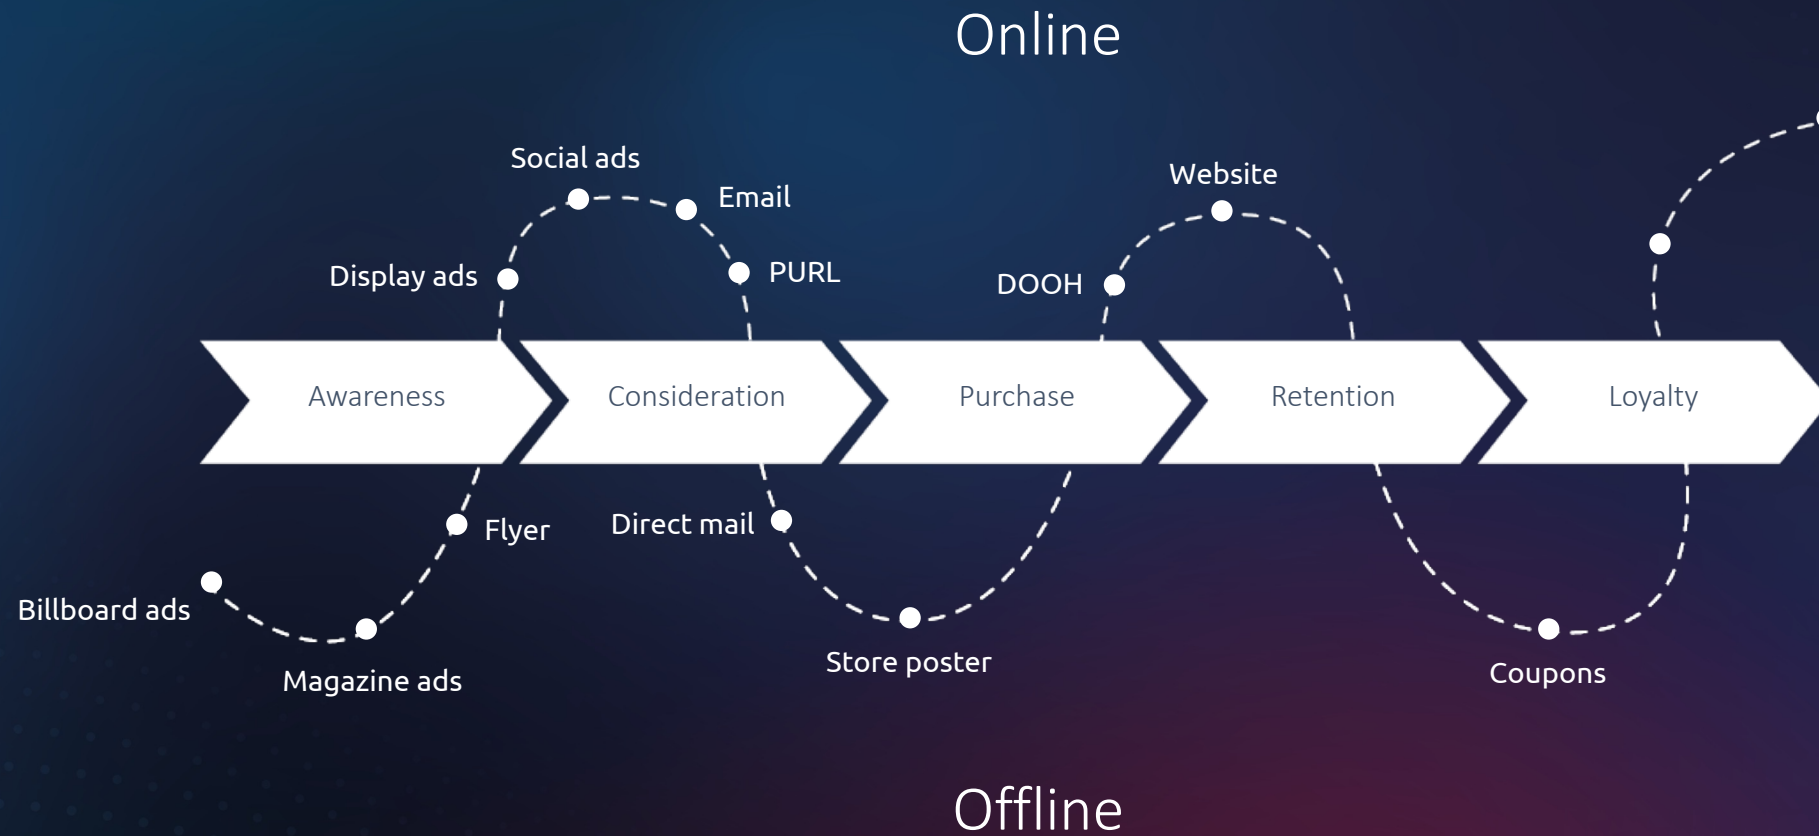 Online
Social ads
Email
Display ads
PURL
Website
DOOH
Awareness
Consideration
Purchase
Retention
Loyalty
Flyer
Billboard ads
Magazine ads
Direct mail
Store poster
Coupons
Offline